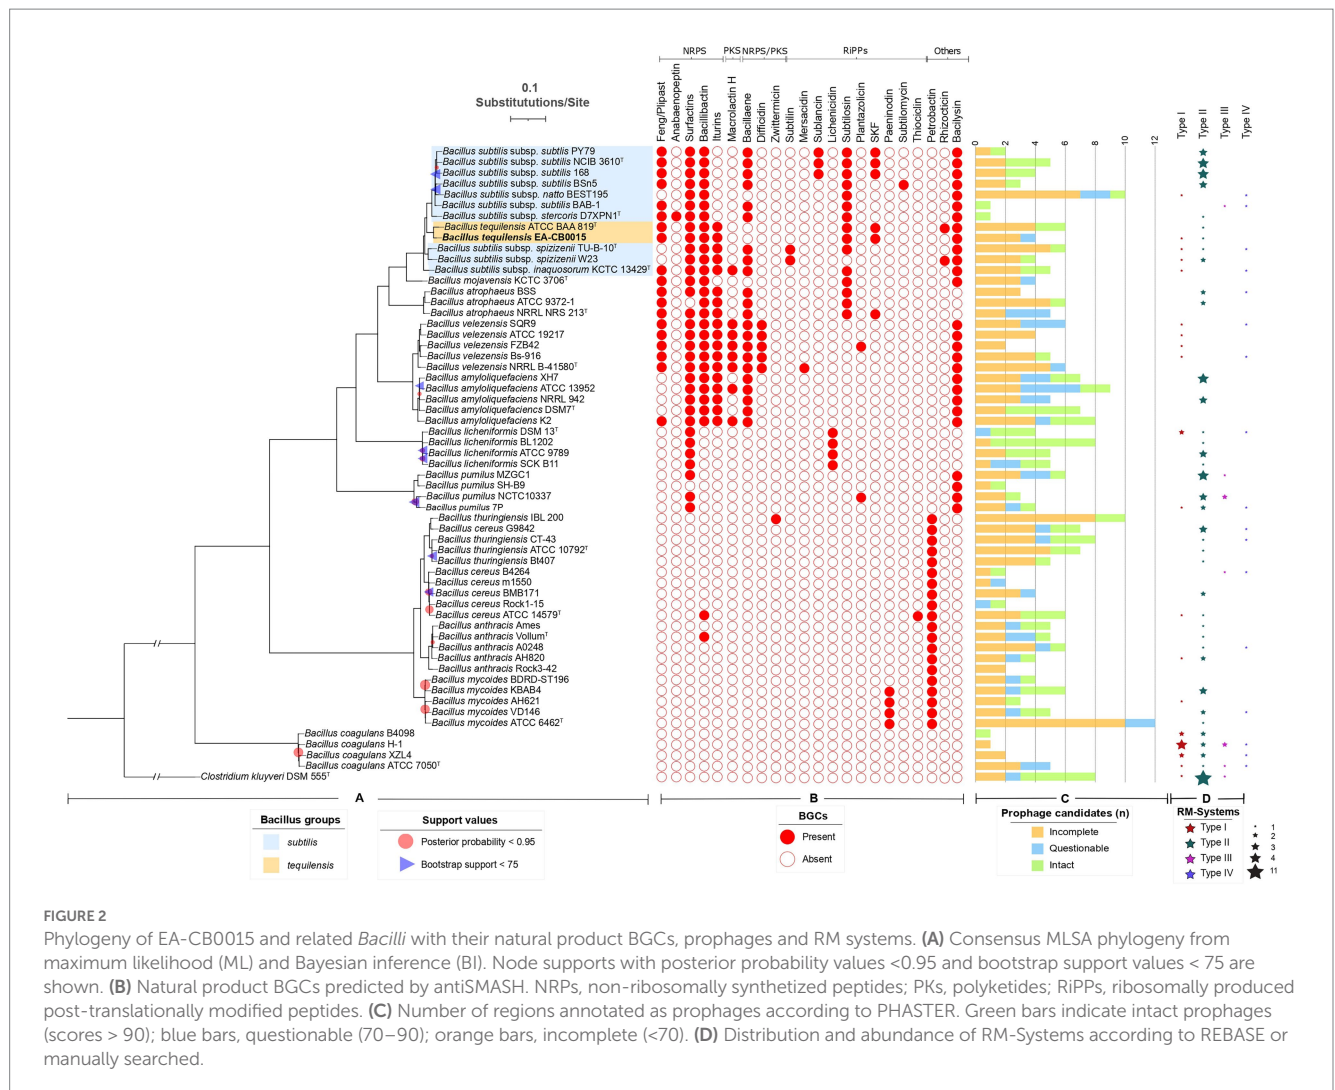 NRPS PKS NRPS/PKS RiPPs Others
0.1
Substitututions/Site
Feng/Plipast
Anabaenopeptin
Surfactins
Bacillibactin
Iturins
Macrolactin H
Bacillaene
Difficidin
Zwittermicin
Subtilin
Mersacidin
Sublancin
Lichenicidin
Subtilosin
Plantazolicin
SKF
Paeninodin
Subtilomycin
Thiociclin
Petrobactin
Rhizocticin
Bacilysin
0 2 4 6 8 10 12
Type I
Type II
Type III
Type IV
Bacillus subtilis subsp. subtlis PY79
Bacillus subtilis subsp. subtilis NCIB 3610ᵀ
Bacillus subtilis subsp. subtilis 168
Bacillus subtilis subsp. subtilis BSn5
Bacillus subtilis subsp. natto BEST195
Bacillus subtilis subsp. subtilis BAB-1
Bacillus subtilis subsp. stercoris D7XPN1ᵀ
Bacillus tequilensis ATCC BAA 819ᵀ
Bacillus tequilensis EA-CB0015
Bacillus subtilis subsp. spizizenii TU-B-10ᵀ
Bacillus subtilis subsp. spizizenii W23
Bacillus subtilis subsp. inaquosorum KCTC 13429ᵀ
Bacillus mojavensis KCTC 3706ᵀ
Bacillus atrophaeus BSS
Bacillus atrophaeus ATCC 9372-1
Bacillus atrophaeus NRRL NRS 213ᵀ
Bacillus velezensis SQR9
Bacillus velezensis ATCC 19217
Bacillus velezensis FZB42
Bacillus velezensis Bs-916
Bacillus velezensis NRRL B-41580ᵀ
Bacillus amyloliquefaciens XH7
Bacillus amyloliquefaciens ATCC 13952
Bacillus amyloliquefaciens NRRL 942
Bacillus amyloliquefaciencs DSM7ᵀ
Bacillus amyloliquefaciens K2
Bacillus licheniformis DSM 13ᵀ
Bacillus licheniformis BL1202
Bacillus licheniformis ATCC 9789
Bacillus licheniformis SCK B11
Bacillus pumilus MZGC1
Bacillus pumilus SH-B9
Bacillus pumilus NCTC10337
Bacillus pumilus 7P
Bacillus thuringiensis IBL 200
Bacillus cereus G9842
Bacillus thuringiensis CT-43
Bacillus thuringiensis ATCC 10792ᵀ
Bacillus thuringiensis Bt407
Bacillus cereus B4264
Bacillus cereus m1550
Bacillus cereus BMB171
Bacillus cereus Rock1-15
Bacillus cereus ATCC 14579ᵀ
Bacillus anthracis Ames
Bacillus anthracis Vollumᵀ
Bacillus anthracis A0248
Bacillus anthracis AH820
Bacillus anthracis Rock3-42
Bacillus mycoides BDRD-ST196
Bacillus mycoides KBAB4
Bacillus mycoides AH621
Bacillus mycoides VD146
Bacillus mycoides ATCC 6462ᵀ
Bacillus coagulans B4098
Bacillus coagulans H-1
Bacillus coagulans XZL4
Bacillus coagulans ATCC 7050ᵀ
Clostridium kluyveri DSM 555ᵀ
A B C D
Bacillus groups
subtilis
tequilensis
Support values
Posterior probability < 0.95
Bootstrap support < 75
BGCs
Present
Absent
Prophage candidates (n)
Incomplete
Questionable
Intact
RM-Systems
Type I
Type II
Type III
Type IV
1
2
3
4
11
FIGURE 2
Phylogeny of EA-CB0015 and related Bacilli with their natural product BGCs, prophages and RM systems. (A) Consensus MLSA phylogeny from
maximum likelihood (ML) and Bayesian inference (BI). Node supports with posterior probability values <0.95 and bootstrap support values < 75 are
shown. (B) Natural product BGCs predicted by antiSMASH. NRPs, non-ribosomally synthetized peptides; PKs, polyketides; RiPPs, ribosomally produced
post-translationally modified peptides. (C) Number of regions annotated as prophages according to PHASTER. Green bars indicate intact prophages
(scores > 90); blue bars, questionable (70–90); orange bars, incomplete (<70). (D) Distribution and abundance of RM-Systems according to REBASE or
manually searched.